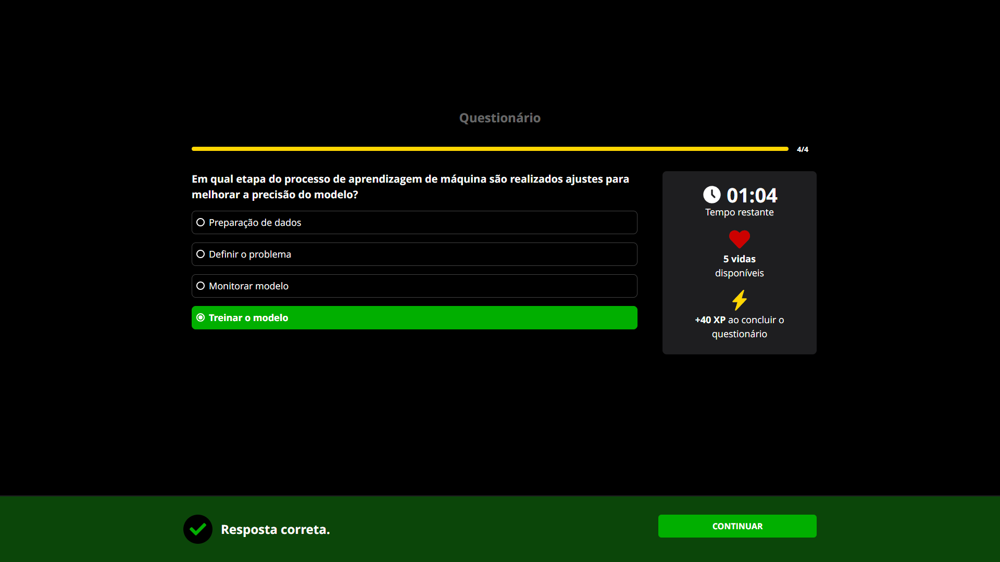 Questionário
4/4
Em qual etapa do processo de aprendizagem de máquina são realizados ajustes para
melhorar a precisão do modelo?
Preparação de dados
Definir o problema
Monitorar modelo
Treinar o modelo
01:04
Tempo restante
5 vidas
disponíveis
+40 XP ao concluir o
questionário
Resposta correta.
CONTINUAR